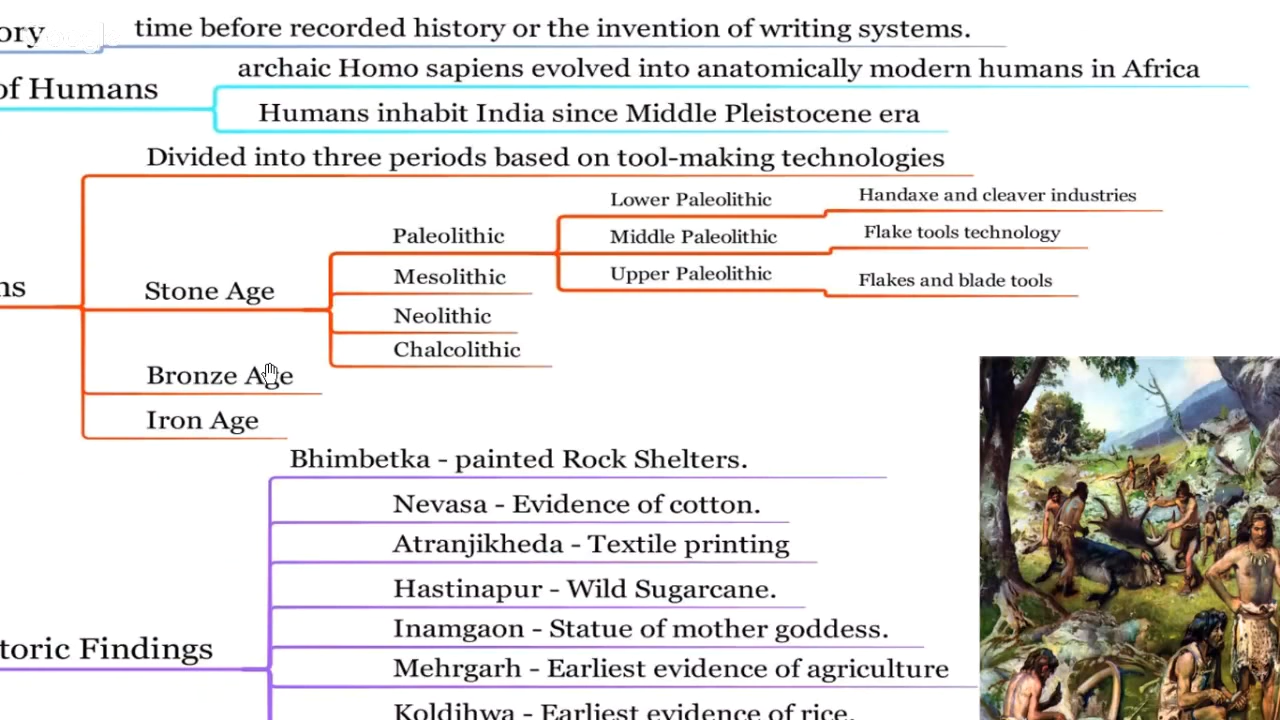 ory
time before recorded history or the invention of writing systems.
of Humans
archaic Homo sapiens evolved into anatomically modern humans in Africa
Humans inhabit India since Middle Pleistocene era
Divided into three periods based on tool-making technologies
ns
Stone Age
Paleolithic
Lower Paleolithic
Handaxe and cleaver industries
Middle Paleolithic
Flake tools technology
Upper Paleolithic
Flakes and blade tools
Mesolithic
Neolithic
Chalcolithic
Bronze Age
Iron Age
toric Findings
Bhimbetka - painted Rock Shelters.
Nevasa - Evidence of cotton.
Atranjikheda - Textile printing
Hastinapur - Wild Sugarcane.
Inamgaon - Statue of mother goddess.
Mehrgarh - Earliest evidence of agriculture
Koldihwa - Earliest evidence of rice.